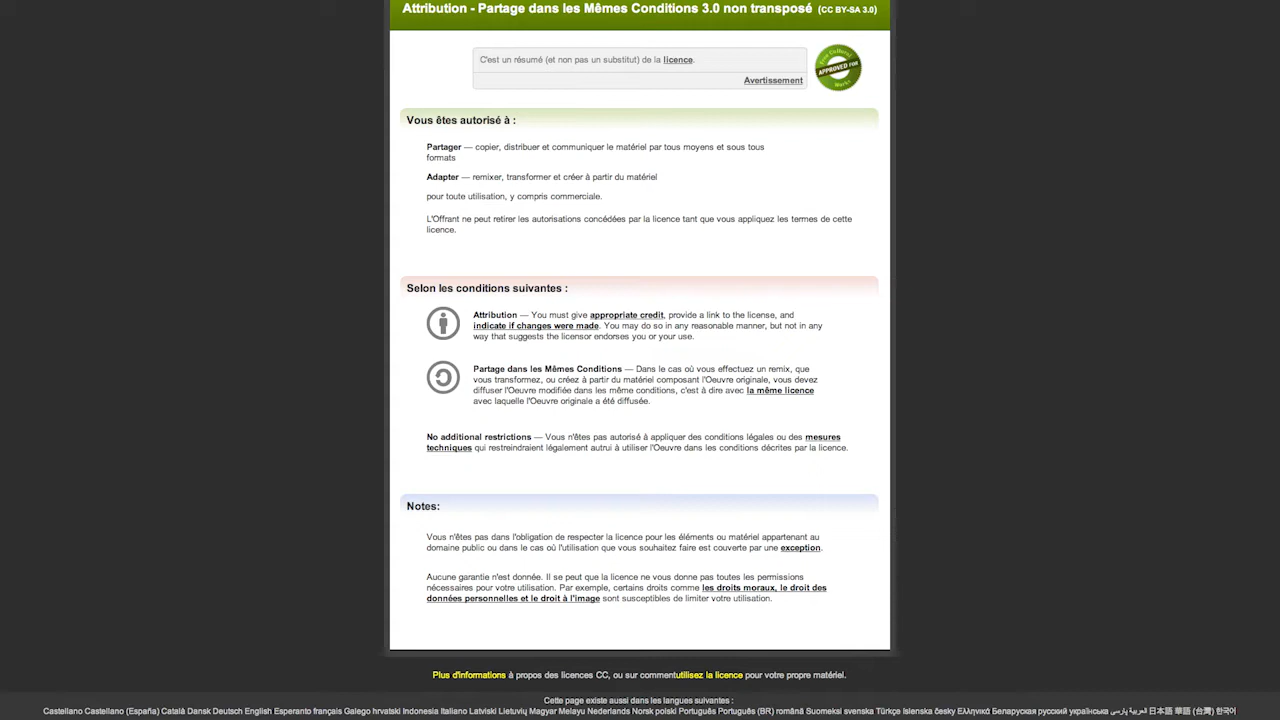 Attribution - Partage dans les Mêmes Conditions 3.0 non transposé (CC BY-SA 3.0)
C'est un résumé (et non pas un substitut) de la licence.
Avertissement
Free Cultural
APPROVED FOR
Works
Vous êtes autorisé à :
Partager — copier, distribuer et communiquer le matériel par tous moyens et sous tous
formats
Adapter — remixer, transformer et créer à partir du matériel
pour toute utilisation, y compris commerciale.
L'Offrant ne peut retirer les autorisations concédées par la licence tant que vous appliquez les termes de cette
licence.
Selon les conditions suivantes :
Attribution — You must give appropriate credit, provide a link to the license, and
indicate if changes were made. You may do so in any reasonable manner, but not in any
way that suggests the licensor endorses you or your use.
Partage dans les Mêmes Conditions — Dans le cas où vous effectuez un remix, que
vous transformez, ou créez à partir du matériel composant l'Oeuvre originale, vous devez
diffuser l'Oeuvre modifiée dans les même conditions, c'est à dire avec la même licence
avec laquelle l'Oeuvre originale a été diffusée.
No additional restrictions — Vous n'êtes pas autorisé à appliquer des conditions légales ou des mesures
techniques qui restreindraient légalement autrui à utiliser l'Oeuvre dans les conditions décrites par la licence.
Notes:
Vous n'êtes pas dans l'obligation de respecter la licence pour les éléments ou matériel appartenant au
domaine public ou dans le cas où l'utilisation que vous souhaitez faire est couverte par une exception.
Aucune garantie n'est donnée. Il se peut que la licence ne vous donne pas toutes les permissions
nécessaires pour votre utilisation. Par exemple, certains droits comme les droits moraux, le droit des
données personnelles et le droit à l'image sont susceptibles de limiter votre utilisation.
Plus d'informations à propos des licences CC, ou sur commentutilisez la licence pour votre propre matériel.
Cette page existe aussi dans les langues suivantes :
Castellano Castellano (España) Català Dansk Deutsch English Esperanto français Galego hrvatski Indonesia Italiano Latviski Lietuvių Magyar Melayu Nederlands Norsk polski Português Português (BR) română Suomeksi svenska Türkçe íslenska česky Ελληνικά Беларуская русский українська العربية پارسی 日本語 華語 (台灣) 한국어